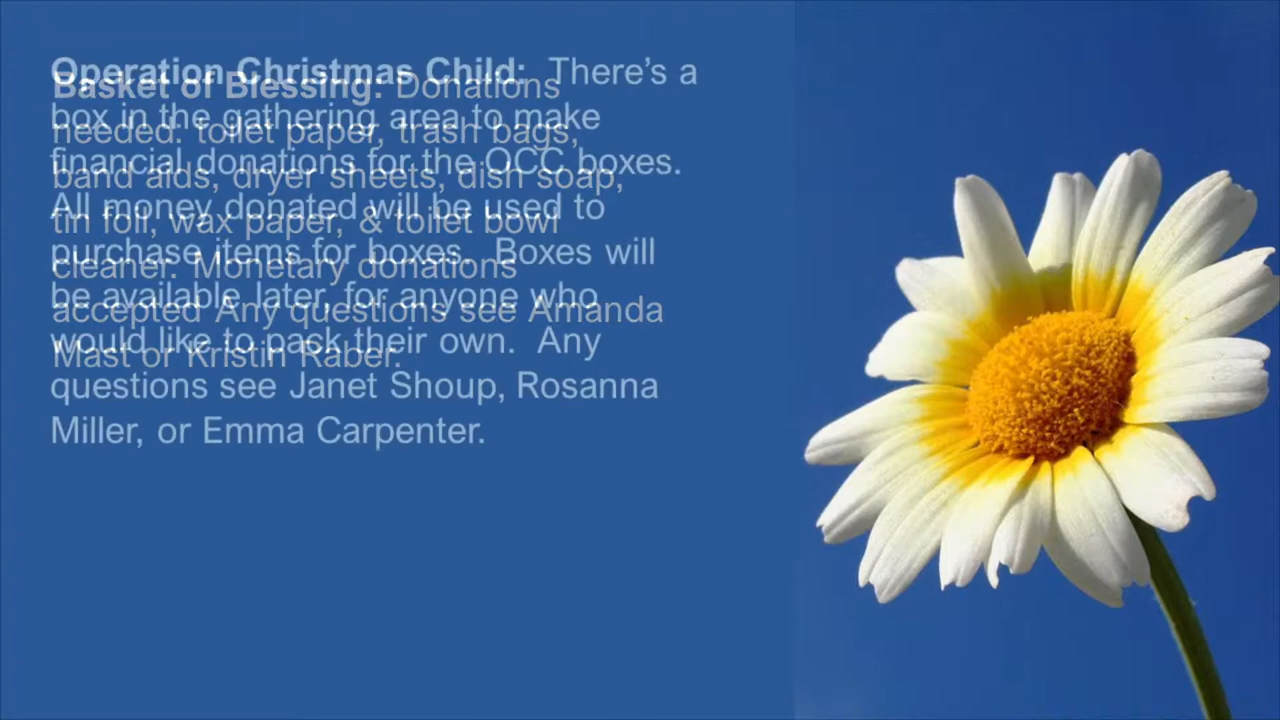 Operation Christmas Child:  There's a
box in the gathering area to make
financial donations for the OCC boxes.
All money donated will be used to
purchase items for boxes.  Boxes will
be available later, for anyone who
would like to pack their own.  Any
questions see Janet Shoup, Rosanna
Miller, or Emma Carpenter.
Basket of Blessing: Donations
needed: toilet paper, trash bags,
band aids, dryer sheets, dish soap,
tin foil, wax paper, & toilet bowl
cleaner. Monetary donations
accepted Any questions see Amanda
Mast or Kristin Raber.